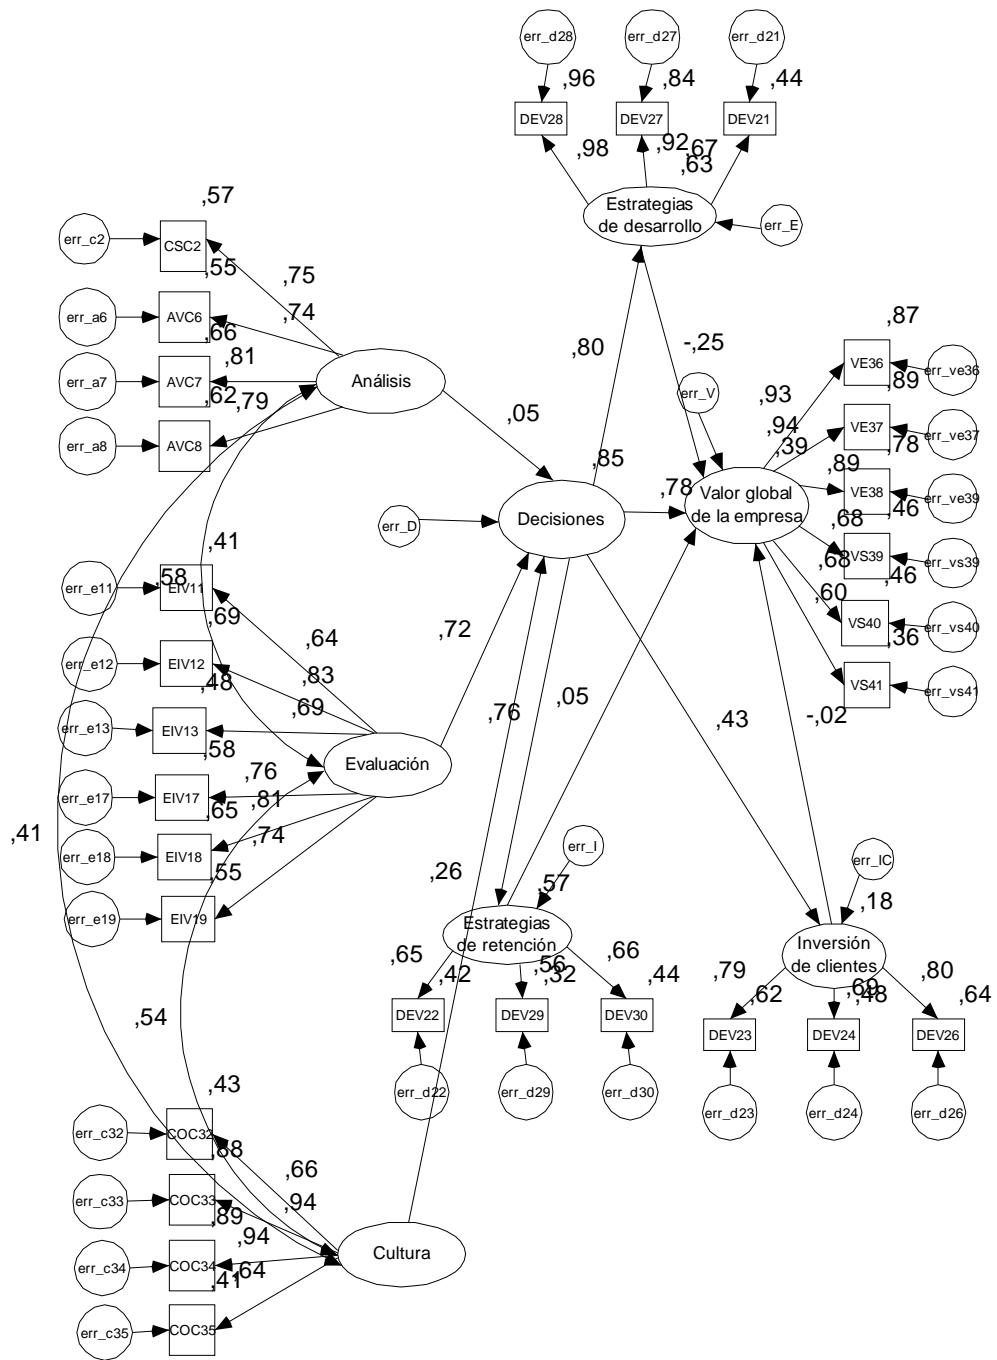 err_d28
err_d27
err_d21
,96
,84
,44
DEV28
DEV27
DEV21
,98
,92
,67
,63
Estrategias
de desarrollo
err_E
,57
err_c2
CSC2
,55
,75
err_a6
AVC6
,74
,66
err_a7
AVC7
,81
,62
,79
err_a8
AVC8
Análisis
,80
-,25
err_V
,05
,87
VE36
err_ve36
,89
,93
VE37
err_ve37
,94
,39
,78
,89
VE38
err_ve39
,46
,85
,78
Valor global
de la empresa
Decisiones
err_D
,68
VS39
err_vs39
,68
,46
,60
VS40
err_vs40
,36
VS41
err_vs41
-,02
,41
,58
err_e11
EIV11
,69
,64
err_e12
EIV12
,83
,48
,69
err_e13
EIV13
,58
Evaluación
,76
err_e17
EIV17
,81
,65
err_e18
EIV18
,74
,55
err_e19
EIV19
,72
,76
,05
,43
,41
,26
err_I
,57
Estrategias
de retención
err_IC
,18
Inversión
de clientes
,65
,42
,56
,32
,66
,44
DEV22
DEV29
DEV30
err_d22
err_d29
err_d30
,79
,62
,69
,48
,80
,64
DEV23
DEV24
DEV26
err_d23
err_d24
err_d26
,54
,43
err_c32
COC32
,88
,66
err_c33
COC33
,94
,89
,94
err_c34
COC34
,41
,64
err_c35
COC35
Cultura